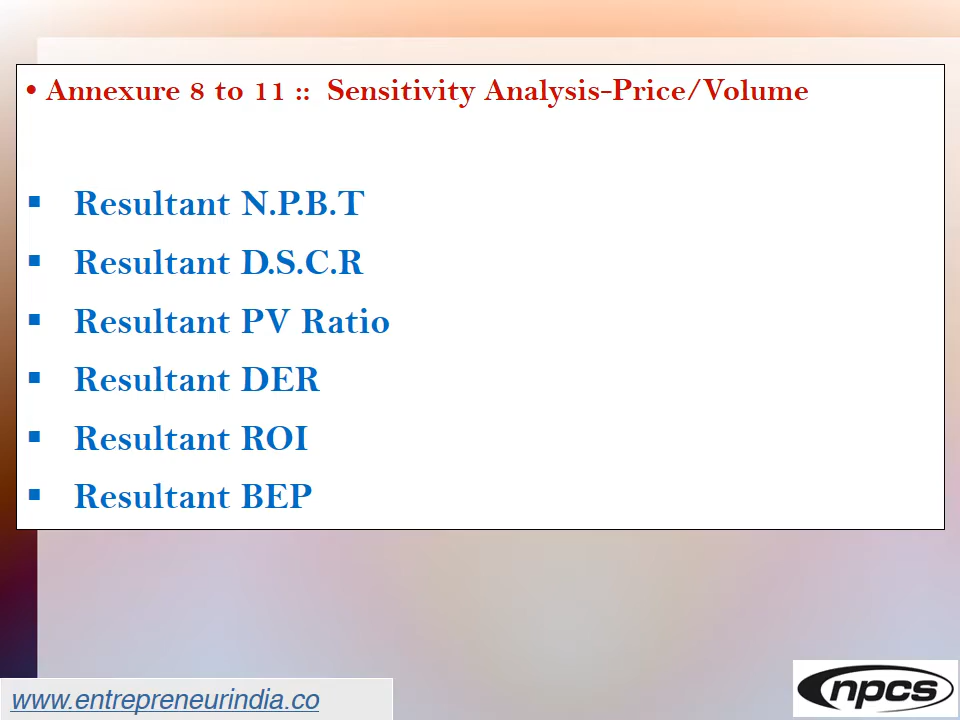 • Annexure 8 to 11 :: Sensitivity Analysis-Price/Volume
▪ Resultant N.P.B.T
▪ Resultant D.S.C.R
▪ Resultant PV Ratio
▪ Resultant DER
▪ Resultant ROI
▪ Resultant BEP
www.entrepreneurindia.co
npcs